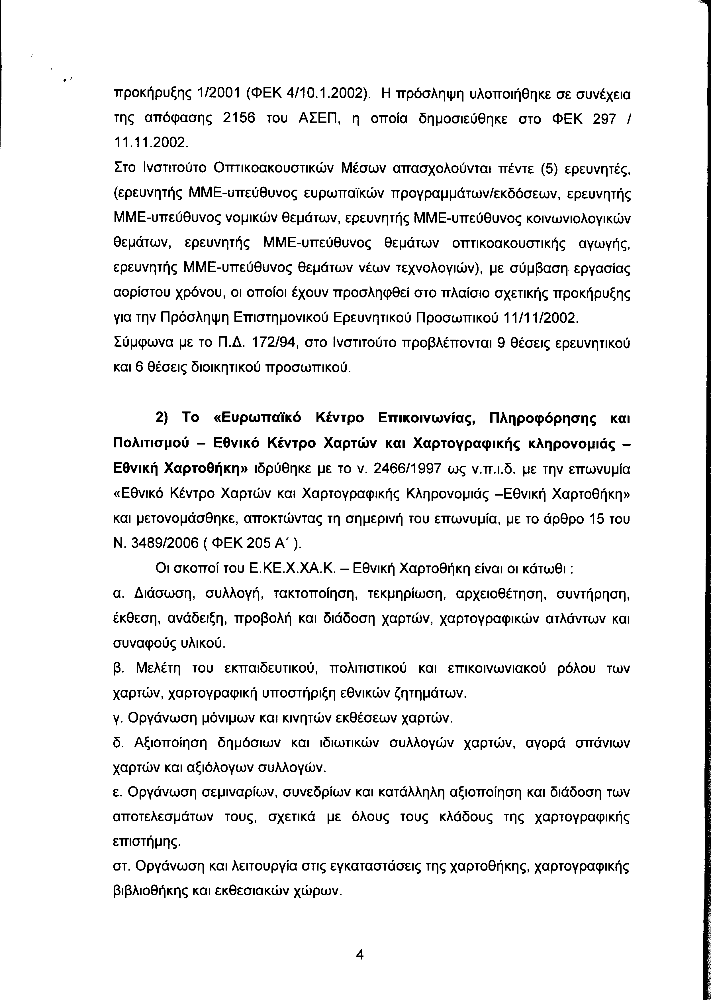 προκήρυξης 1/2001 (ΦΕΚ 4/10.1.2002). Η πρόσληψη υλοποιήθηκε σε συνέχεια
της απόφασης 2156 του ΑΣΕΠ, η οποία δημοσιεύθηκε στο ΦΕΚ 297 /
11.11.2002.
Στο Ινστιτούτο Οπτικοακουστικών Μέσων απασχολούνται πέντε (5) ερευνητές,
(ερευνητής ΜΜΕ-υπεύθυνος ευρωπαϊκών προγραμμάτων/εκδόσεων, ερευνητής
ΜΜΕ-υπεύθυνος νομικών θεμάτων, ερευνητής ΜΜΕ-υπεύθυνος κοινωνιολογικών
θεμάτων, ερευνητής ΜΜΕ-υπεύθυνος θεμάτων οπτικοακουστικής αγωγής,
ερευνητής ΜΜΕ-υπεύθυνος θεμάτων νέων τεχνολογιών), με σύμβαση εργασίας
αορίστου χρόνου, οι οποίοι έχουν προσληφθεί στο πλαίσιο σχετικής προκήρυξης
για την Πρόσληψη Επιστημονικού Ερευνητικού Προσωπικού 11/11/2002.
Σύμφωνα με το Π.Δ. 172/94, στο Ινστιτούτο προβλέπονται 9 θέσεις ερευνητικού
και 6 θέσεις διοικητικού προσωπικού.
2) Το «Ευρωπαϊκό Κέντρο Επικοινωνίας, Πληροφόρησης και
Πολιτισμού – Εθνικό Κέντρο Χαρτών και Χαρτογραφικής κληρονομιάς –
Εθνική Χαρτοθήκη» ιδρύθηκε με το ν. 2466/1997 ως ν.π.ι.δ. με την επωνυμία
«Εθνικό Κέντρο Χαρτών και Χαρτογραφικής Κληρονομιάς –Εθνική Χαρτοθήκη»
και μετονομάσθηκε, αποκτώντας τη σημερινή του επωνυμία, με το άρθρο 15 του
Ν. 3489/2006 ( ΦΕΚ 205 Α΄ ).
Οι σκοποί του Ε.ΚΕ.Χ.ΧΑ.Κ. – Εθνική Χαρτοθήκη είναι οι κάτωθι :
α. Διάσωση, συλλογή, τακτοποίηση, τεκμηρίωση, αρχειοθέτηση, συντήρηση,
έκθεση, ανάδειξη, προβολή και διάδοση χαρτών, χαρτογραφικών ατλάντων και
συναφούς υλικού.
β. Μελέτη του εκπαιδευτικού, πολιτιστικού και επικοινωνιακού ρόλου των
χαρτών, χαρτογραφική υποστήριξη εθνικών ζητημάτων.
γ. Οργάνωση μόνιμων και κινητών εκθέσεων χαρτών.
δ. Αξιοποίηση δημόσιων και ιδιωτικών συλλογών χαρτών, αγορά σπάνιων
χαρτών και αξιόλογων συλλογών.
ε. Οργάνωση σεμιναρίων, συνεδρίων και κατάλληλη αξιοποίηση και διάδοση των
αποτελεσμάτων τους, σχετικά με όλους τους κλάδους της χαρτογραφικής
επιστήμης.
στ. Οργάνωση και λειτουργία στις εγκαταστάσεις της χαρτοθήκης, χαρτογραφικής
βιβλιοθήκης και εκθεσιακών χώρων.
4